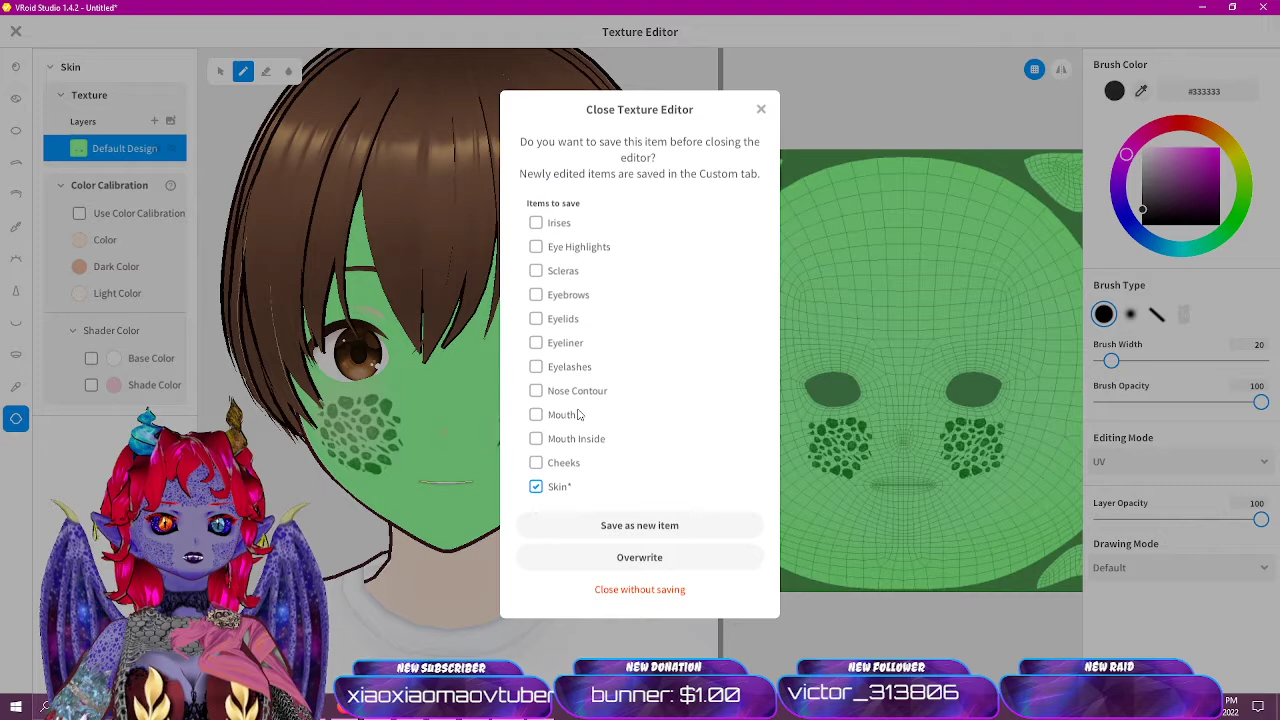 VRoid Studio 1.4.2 - Untitled*
Texture Editor
Skin
Texture
Layers
Default Design
Color Calibration
Use Color Calibration
Color
Dark Color
Light Color
Shader Color
Base Color
Shade Color
Close Texture Editor
Do you want to save this item before closing the
editor?
Newly edited items are saved in the Custom tab.
Items to save
Irises
Eye Highlights
Scleras
Eyebrows
Eyelids
Eyeliner
Eyelashes
Nose Contour
Mouth
Mouth Inside
Cheeks
Skin*
Save as new item
Overwrite
Close without saving
Brush Color
#333333
Brush Type
Brush Width
20
Brush Opacity
100
Editing Mode
UV
Layer Opacity
100
Drawing Mode
Default
NEW SUBSCRIBER
xiaoxiaomaovtuber
NEW DONATION
bunner: $1.00
NEW FOLLOWER
victor_313806
NEW RAID
PM